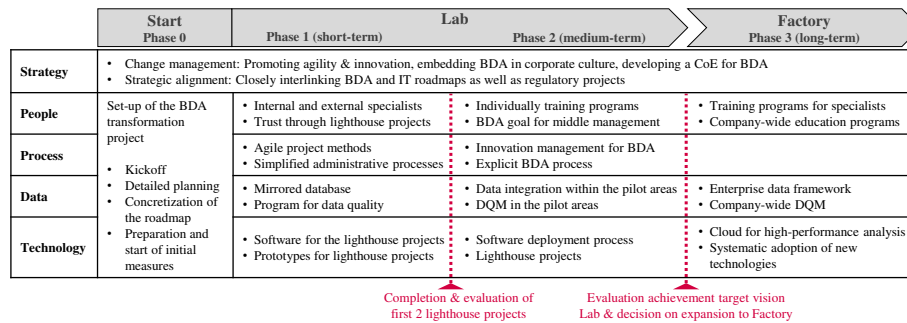 Start
Phase 0
Lab
Phase 1 (short-term)
Phase 2 (medium-term)
Factory
Phase 3 (long-term)
Strategy
• Change management: Promoting agility & innovation, embedding BDA in corporate culture, developing a CoE for BDA
• Strategic alignment: Closely interlinking BDA and IT roadmaps as well as regulatory projects
Set-up of the BDA
transformation
project
• Kickoff
• Detailed planning
• Concretization of
the roadmap
• Preparation and
start of initial
measures
People
• Internal and external specialists
• Trust through lighthouse projects
• Individually training programs
• BDA goal for middle management
• Training programs for specialists
• Company-wide education programs
Process
• Agile project methods
• Simplified administrative processes
• Innovation management for BDA
• Explicit BDA process
Data
• Mirrored database
• Program for data quality
• Data integration within the pilot areas
• DQM in the pilot areas
• Enterprise data framework
• Company-wide DQM
Technology
• Software for the lighthouse projects
• Prototypes for lighthouse projects
• Software deployment process
• Lighthouse projects
• Cloud for high-performance analysis
• Systematic adoption of new
technologies
Completion & evaluation of
first 2 lighthouse projects
Evaluation achievement target vision
Lab & decision on expansion to Factory